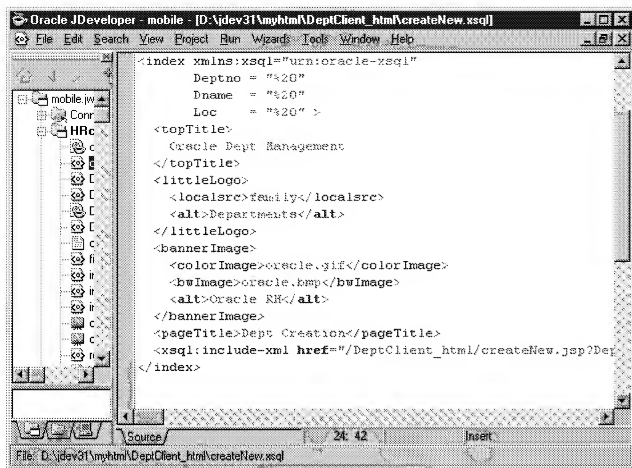 Oracle JDeveloper - mobile - [D:\jdev31\myhtml\DeptClient_html\createNew.xsql]
File Edit Search View Project Run Wizards Tools Window Help
mobile.jw
Conr
HRc
<index xmlns:xsql="urn:oracle-xsql"
Deptno = "%20"
Dname = "%20"
Loc = "%20" >
<topTitle>
Oracle Dept Management
</topTitle>
<littleLogo>
<localsrc>family</localsrc>
<alt>Departments</alt>
</littleLogo>
<bannerImage>
<colorImage>oracle.gif</colorImage>
<bwImage>oracle.bmp</bwImage>
<alt>Oracle RH</alt>
</bannerImage>
<pageTitle>Dept Creation</pageTitle>
<xsql:include-xml href="/DeptClient_html/createNew.jsp?Dep
</index>
Source
24: 42
Insert
File: D:\jdev31\myhtml\DeptClient_html\createNew.xsql